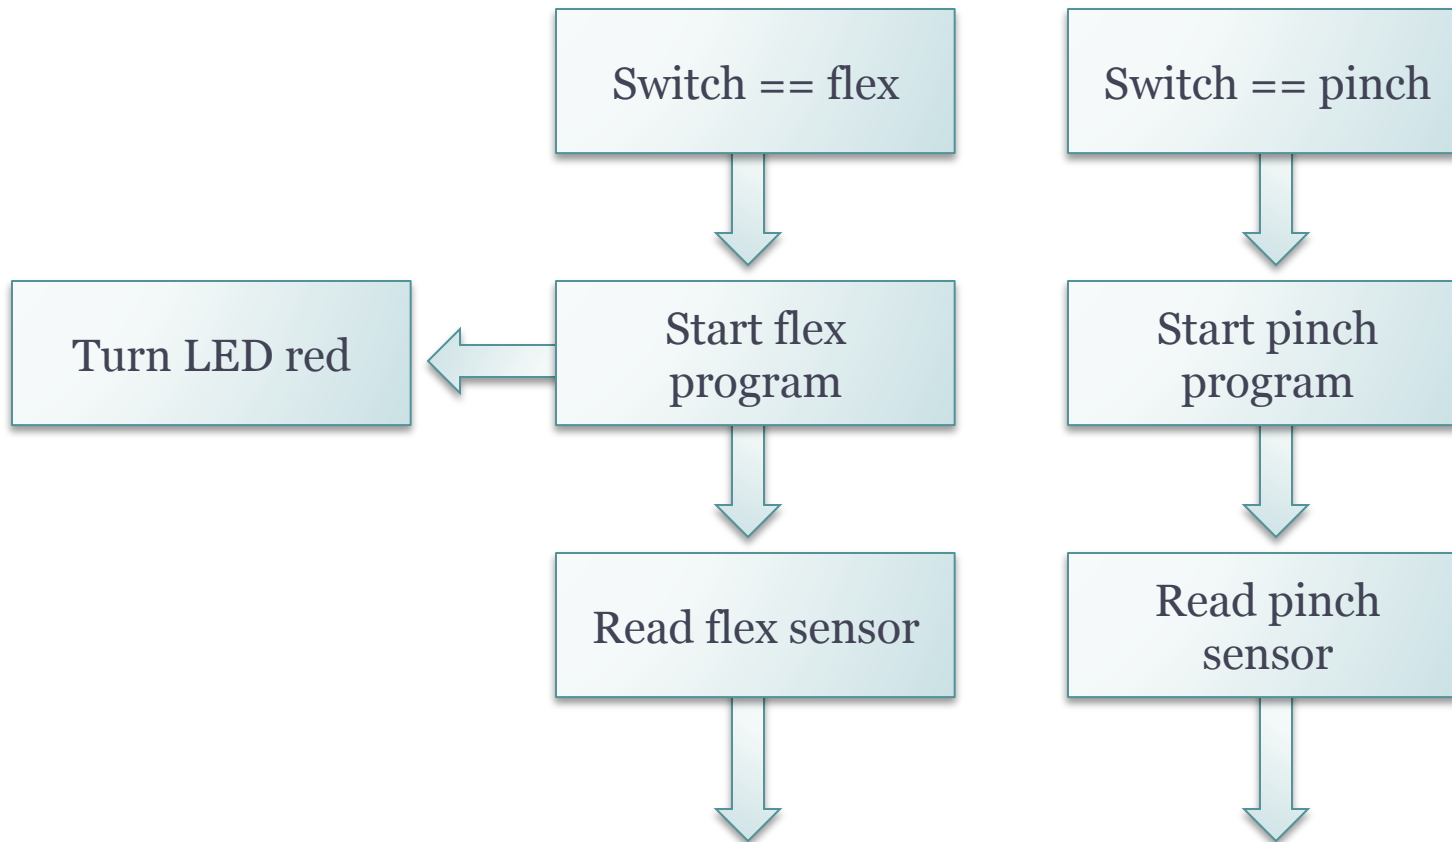 Switch == flex
Switch == pinch
Turn LED red
Start flex
program
Start pinch
program
Read flex sensor
Read pinch
sensor